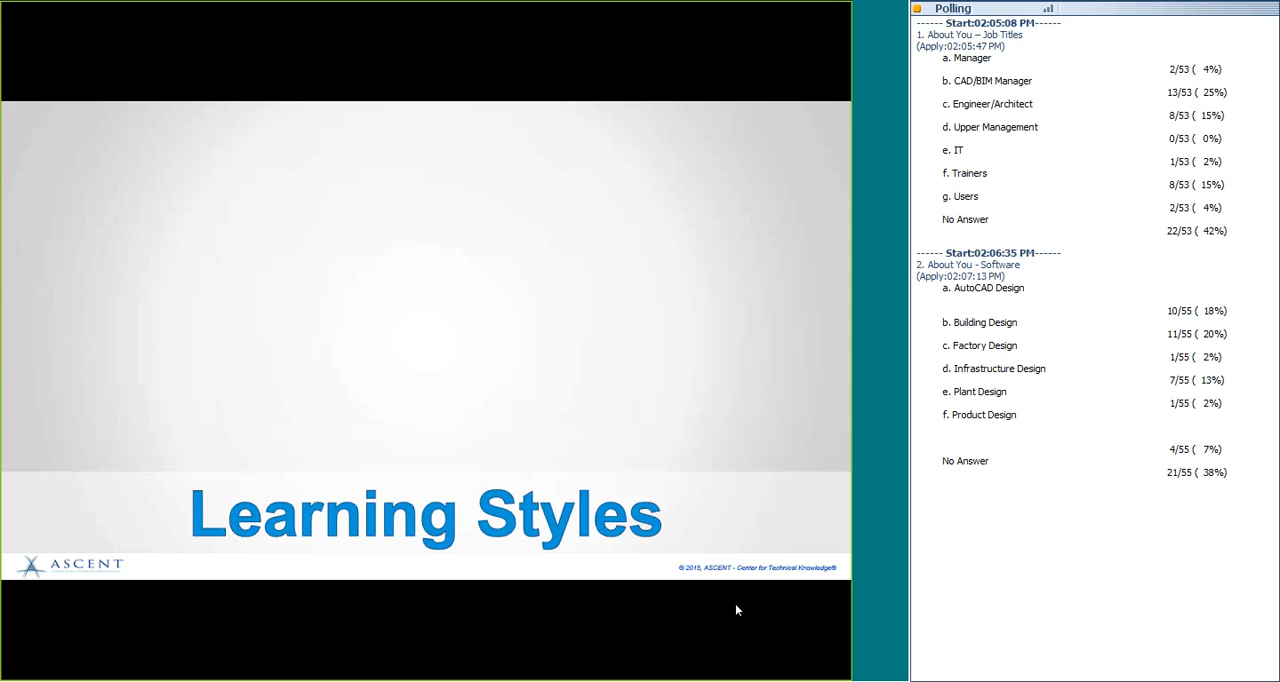 Learning Styles
ASCENT
© 2015, ASCENT - Center for Technical Knowledge®
Polling
------ Start:02:05:08 PM------
1. About You – Job Titles
(Apply:02:05:47 PM)
a. Manager
2/53 (  4%)
b. CAD/BIM Manager
13/53 ( 25%)
c. Engineer/Architect
8/53 ( 15%)
d. Upper Management
0/53 (  0%)
e. IT
1/53 (  2%)
f. Trainers
8/53 ( 15%)
g. Users
2/53 (  4%)
No Answer
22/53 ( 42%)
------ Start:02:06:35 PM------
2. About You - Software
(Apply:02:07:13 PM)
a. AutoCAD Design
10/55 ( 18%)
b. Building Design
11/55 ( 20%)
c. Factory Design
1/55 (  2%)
d. Infrastructure Design
7/55 ( 13%)
e. Plant Design
1/55 (  2%)
f. Product Design
4/55 (  7%)
No Answer
21/55 ( 38%)